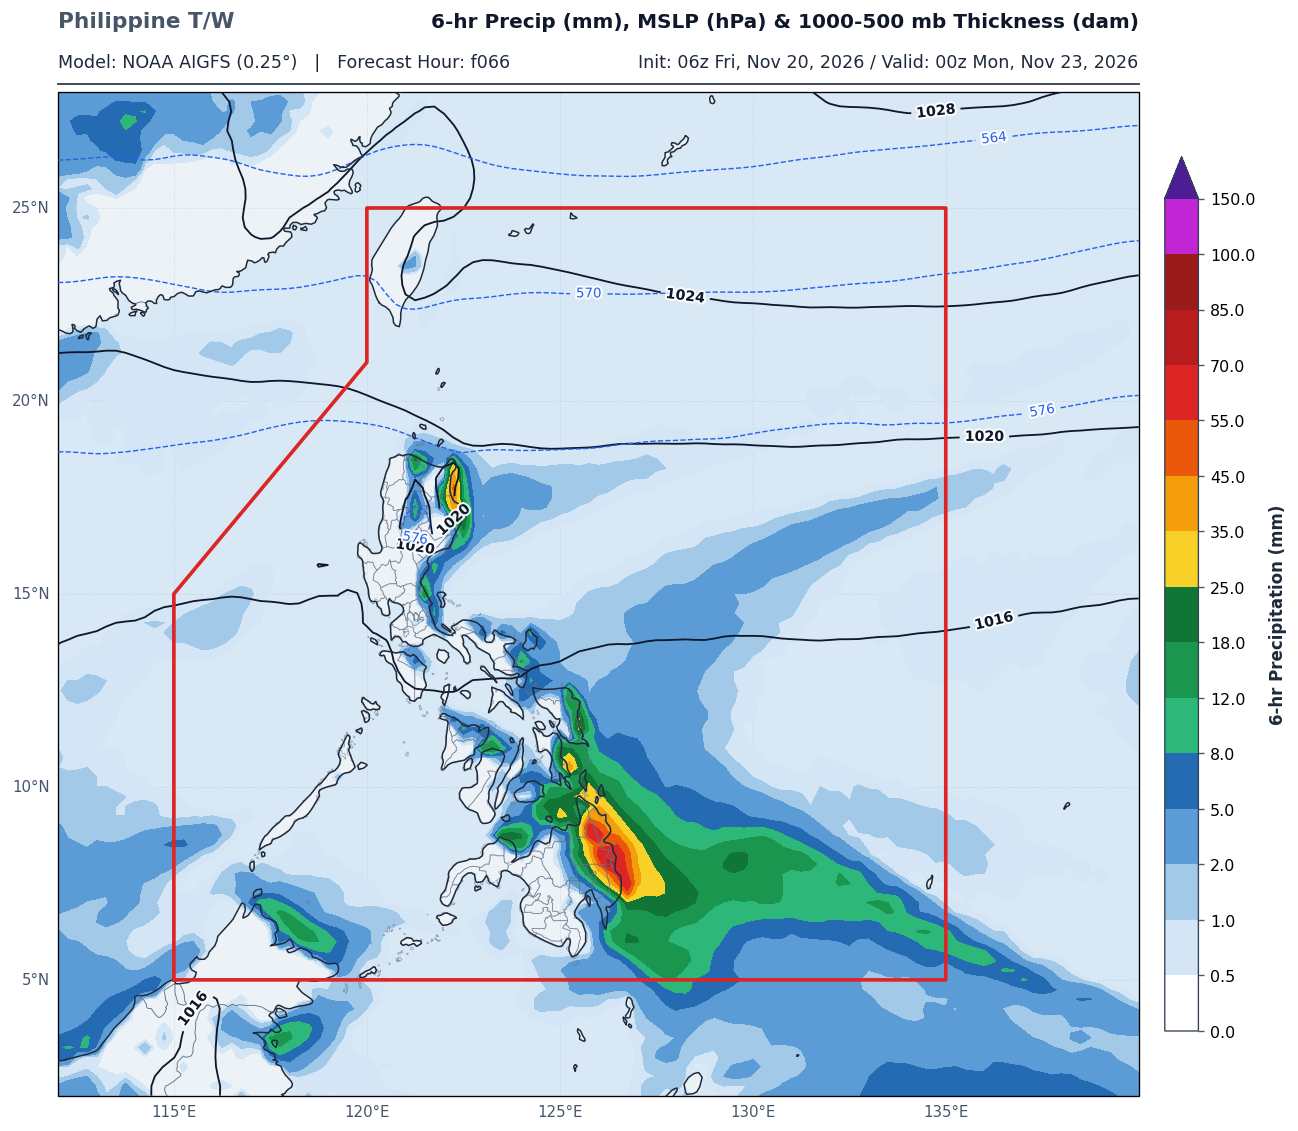 Philippine T/W
6-hr Precip (mm), MSLP (hPa) & 1000-500 mb Thickness (dam)
Model: NOAA AIGFS (0.25°) | Forecast Hour: f066
Init: 06z Fri, Nov 20, 2026 / Valid: 00z Mon, Nov 23, 2026
1028
564
25°N
570
1024
576
20°N
1020
1020
576
1020
15°N
1016
10°N
5°N
1016
115°E
120°E
125°E
130°E
135°E
150.0
100.0
85.0
70.0
55.0
45.0
35.0
25.0
18.0
12.0
8.0
5.0
2.0
1.0
0.5
0.0
6-hr Precipitation (mm)